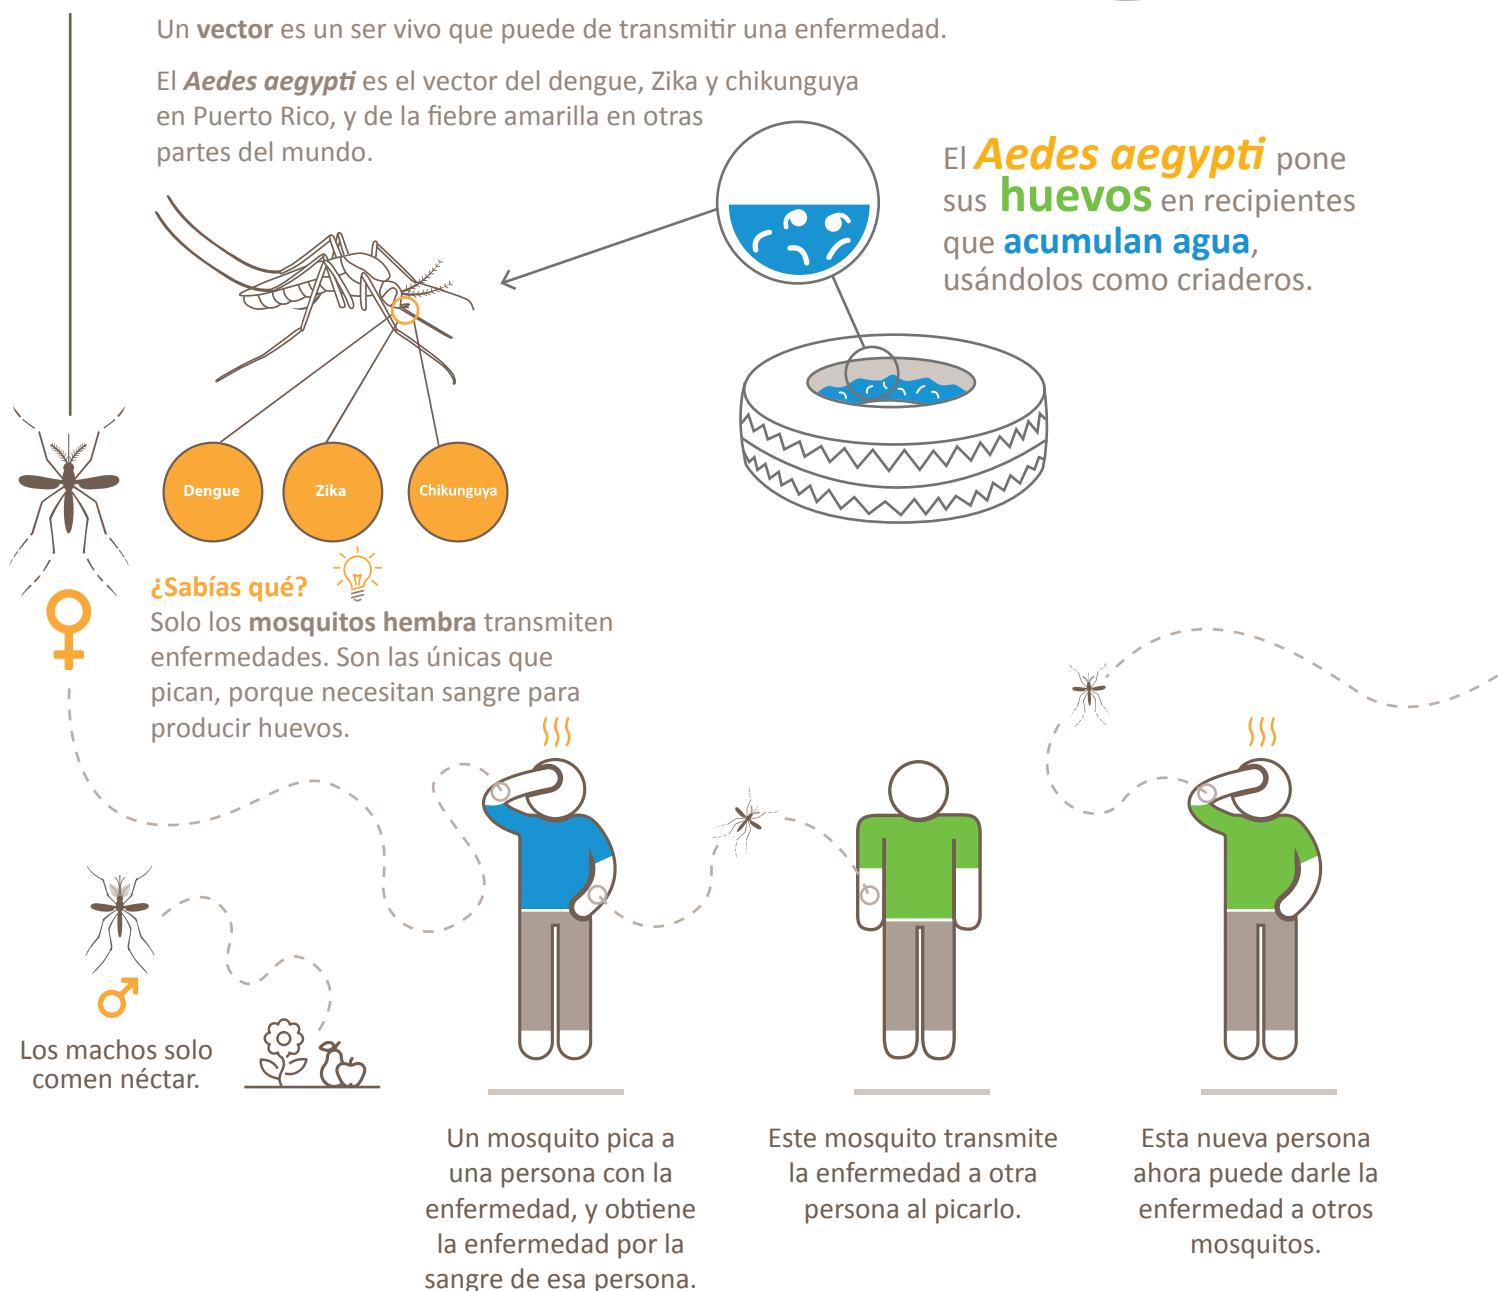 Un vector es un ser vivo que puede de transmitir una enfermedad.
El Aedes aegypti es el vector del dengue, Zika y chikunguya
en Puerto Rico, y de la fiebre amarilla en otras
partes del mundo.
El Aedes aegypti pone
sus huevos en recipientes
que acumulan agua,
usándolos como criaderos.
Dengue
Zika
Chikunguya
¿Sabías qué?
Solo los mosquitos hembra transmiten
enfermedades. Son las únicas que
pican, porque necesitan sangre para
producir huevos.
Los machos solo
comen néctar.
Un mosquito pica a
una persona con la
enfermedad, y obtiene
la enfermedad por la
sangre de esa persona.
Este mosquito transmite
la enfermedad a otra
persona al picarlo.
Esta nueva persona
ahora puede darle la
enfermedad a otros
mosquitos.